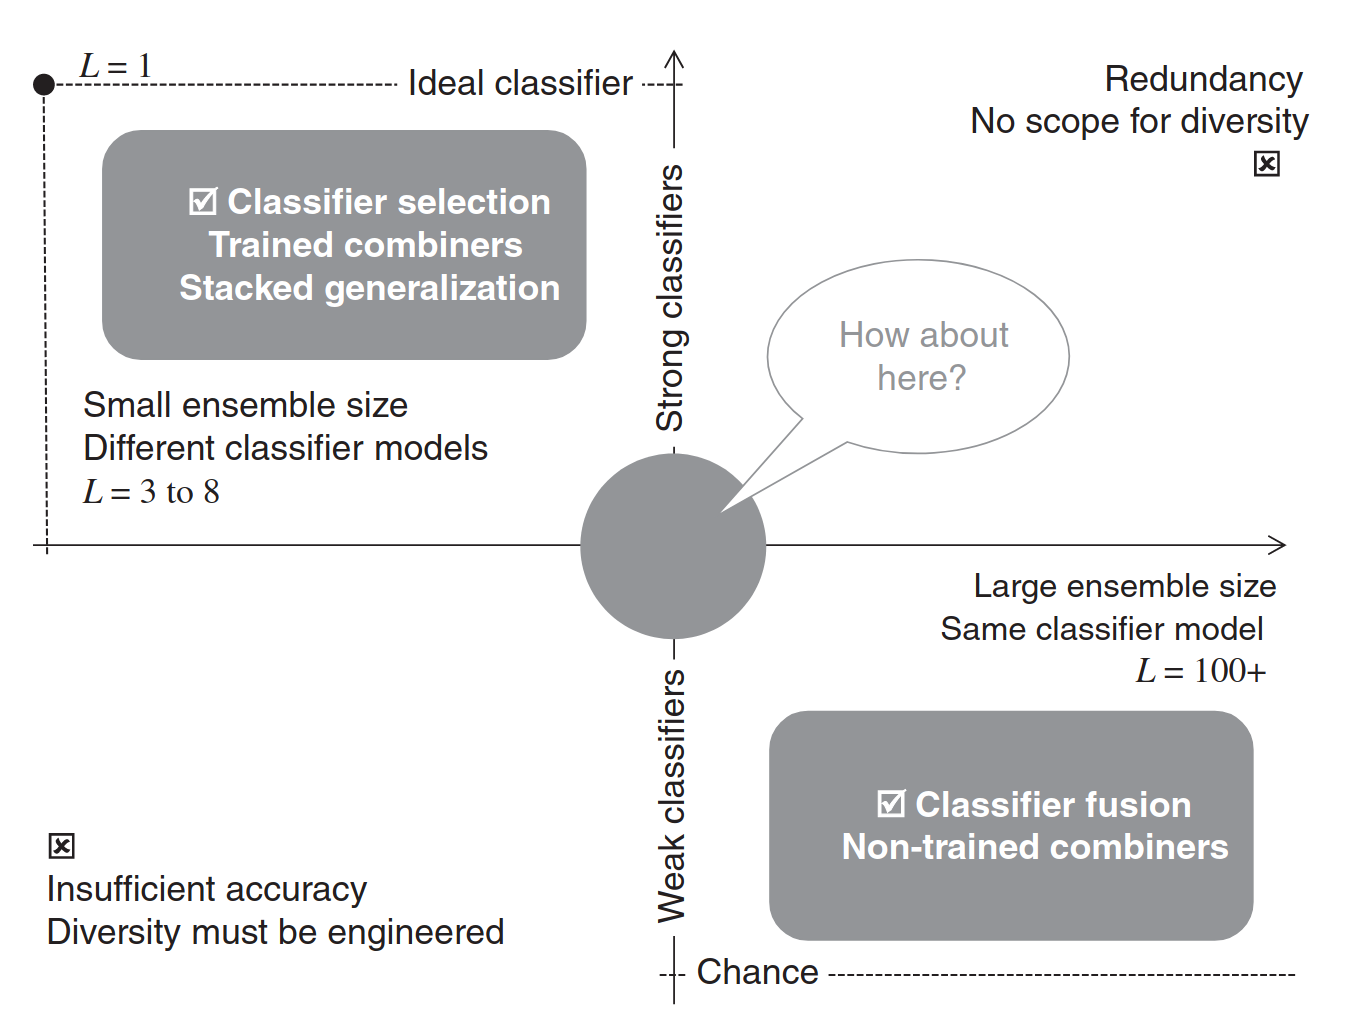 L = 1
Ideal classifier
Redundancy
No scope for diversity
☒
☑ Classifier selection
Trained combiners
Stacked generalization
Strong classifiers
How about
here?
Small ensemble size
Different classifier models
L = 3 to 8
Large ensemble size
Same classifier model
L = 100+
Weak classifiers
☑ Classifier fusion
Non-trained combiners
☒
Insufficient accuracy
Diversity must be engineered
Chance